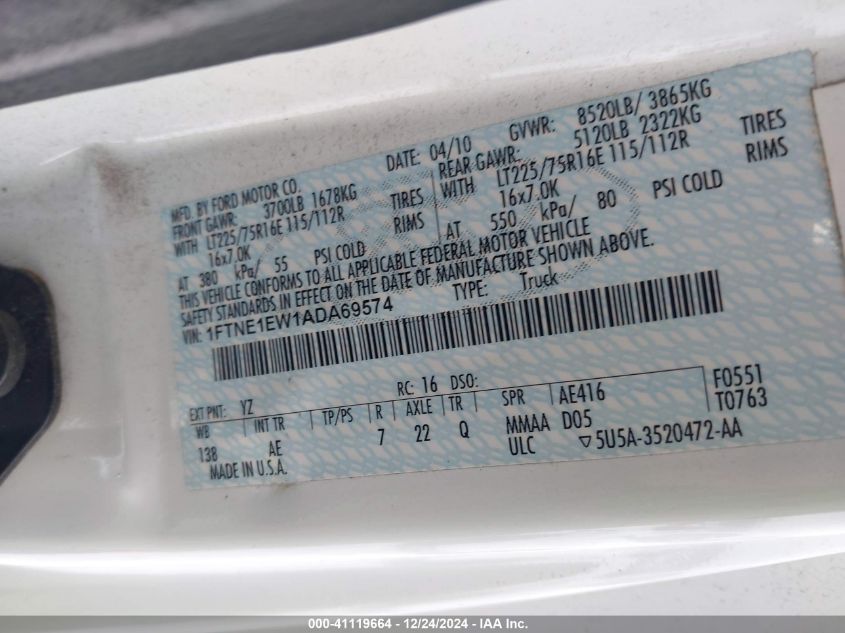 MFD. BY FORD MOTOR CO. DATE: 04/10 GVWR: 8520LB/ 3865KG
FRONT GAWR: 3700LB 1678KG REAR GAWR: 5120LB 2322KG
WITH LT225/75R16E 115/112R TIRES WITH LT225/75R16E 115/112R TIRES
16x7.0K RIMS 16x7.0K RIMS
AT 380 kPa/ 55 PSI COLD AT 550 kPa/ 80 PSI COLD
THIS VEHICLE CONFORMS TO ALL APPLICABLE FEDERAL MOTOR VEHICLE
SAFETY STANDARDS IN EFFECT ON THE DATE OF MANUFACTURE SHOWN ABOVE.
VIN: 1FTNE1EW1ADA69574 TYPE: Truck
EXT PNT: YZ RC: 16 DSO: F0551
WB INT TR TP/PS R AXLE TR SPR AE416 T0763
138 AE 7 22 Q MMAA D05
MADE IN U.S.A. ULC ▽5U5A-3520472-AA
000-41119664 - 12/24/2024 - IAA Inc.